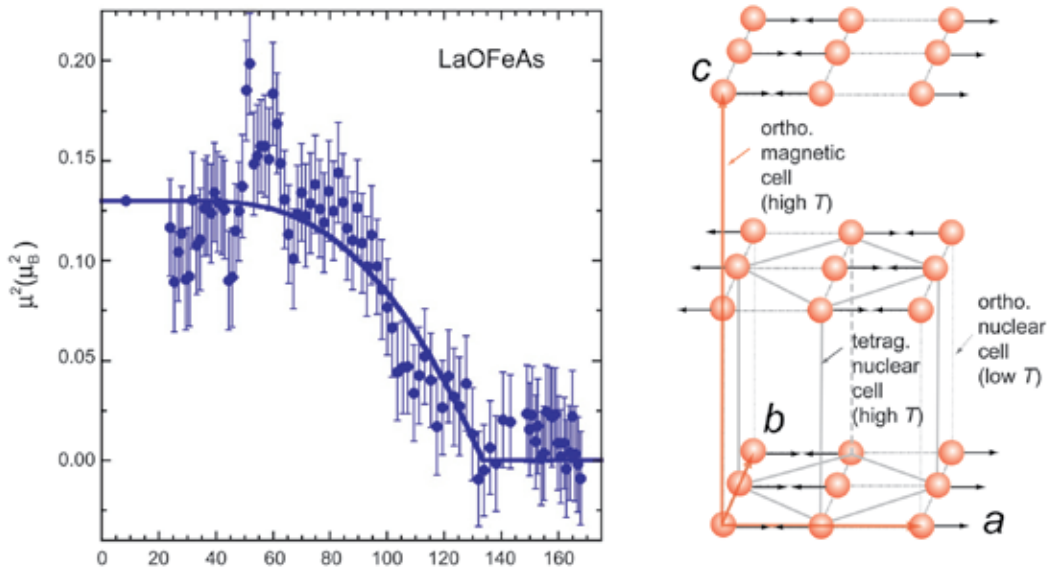 LaOFeAs
μ²(μ_B²)
0.20
0.15
0.10
0.05
0.00
0 20 40 60 80 100 120 140 160
c
ortho.
magnetic
cell
(high T)
ortho.
nuclear
cell
(low T)
tetrag.
nuclear
cell
(high T)
b
a